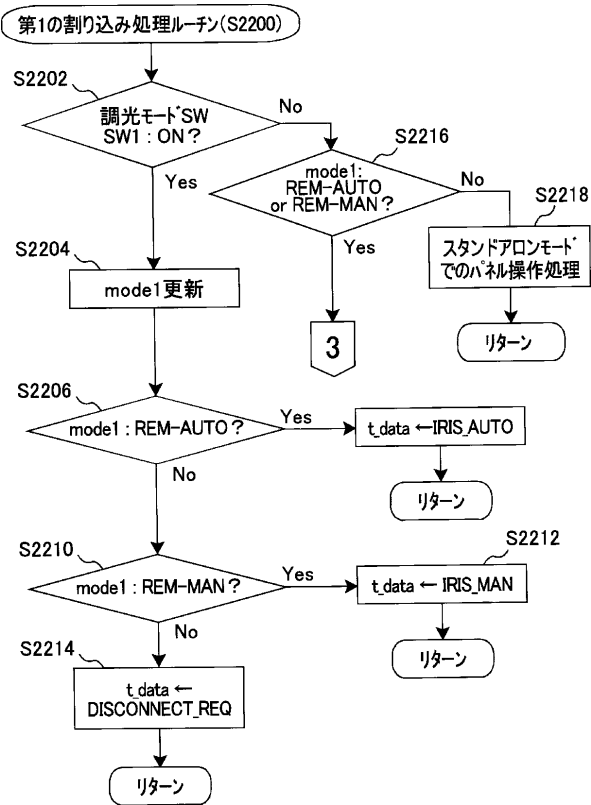 第1の割り込み処理ルーチン(S2200)
S2202
調光モードSW
SW1 : ON?
No
Yes
S2216
mode1:
REM-AUTO
or REM-MAN?
No
Yes
S2218
スタンドアロンモード
でのパネル操作処理
リターン
3
S2204
mode1更新
S2206
mode1 : REM-AUTO?
Yes
No
t_data ←IRIS_AUTO
リターン
S2210
mode1 : REM-MAN?
Yes
No
S2212
t_data ← IRIS_MAN
リターン
S2214
t_data ←
DISCONNECT_REQ
リターン